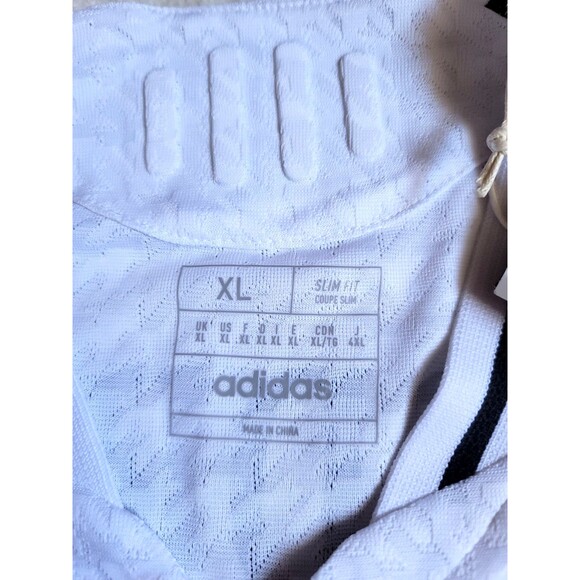 XL SLIM FIT
COUPE SLIM
UK US F D I E CDN J
XL XL XL XL XL XL XL/TG 4XL
adidas
MADE IN CHINA